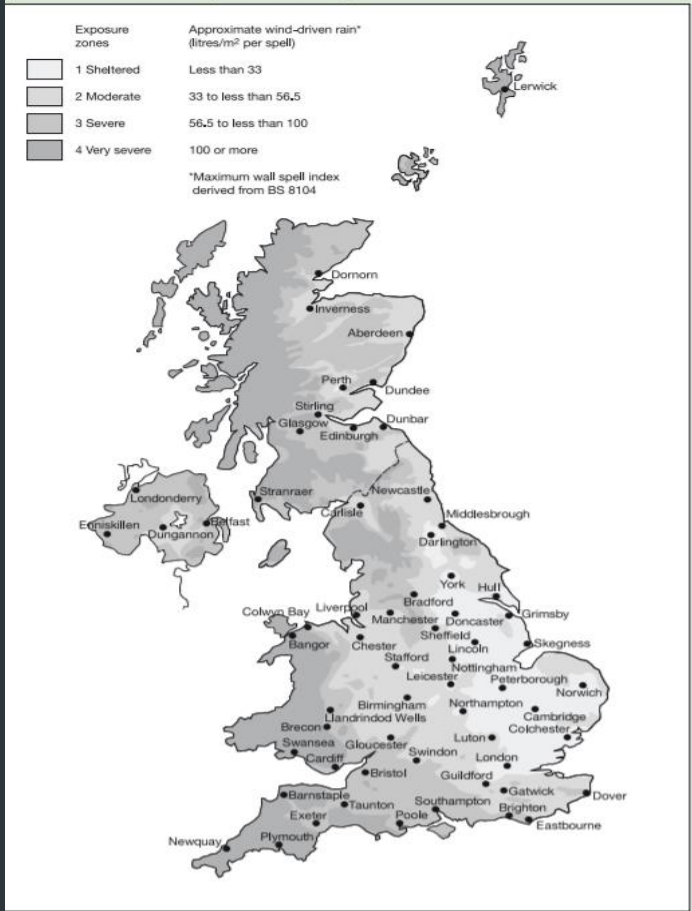 Exposure zones
Approximate wind-driven rain* (litres/m² per spell)
1 Sheltered Less than 33
2 Moderate 33 to less than 56.5
3 Severe 56.5 to less than 100
4 Very severe 100 or more
*Maximum wall spell index
derived from BS 8104
Lerwick
Dornorn
Inverness
Aberdeen
Perth
Dundee
Stirling
Dunbar
Glasgow
Edinburgh
Stranraer
Newcastle
Londonderry
Carlisle
Middlesbrough
Enniskillen
Belfast
Dungannon
Darlington
York
Hull
Bradford
Colwyn Bay
Liverpool
Manchester
Doncaster
Grimsby
Sheffield
Bangor
Chester
Lincoln
Skegness
Stafford
Nottingham
Leicester
Peterborough
Norwich
Birmingham
Northampton
Llandrindod Wells
Cambridge
Brecon
Colchester
Swansea
Gloucester
Luton
Cardiff
Swindon
London
Bristol
Guildford
Barnstaple
Gatwick
Dover
Taunton
Southampton
Exeter
Poole
Brighton
Eastbourne
Newquay
Plymouth